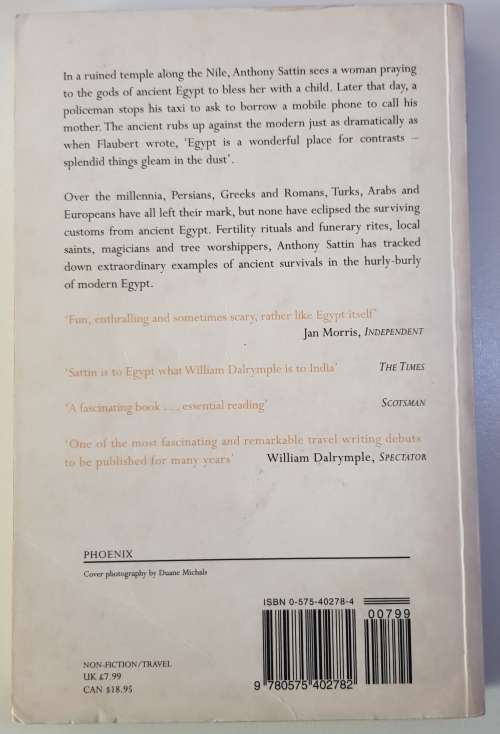 In a ruined temple along the Nile, Anthony Sattin sees a woman praying
to the gods of ancient Egypt to bless her with a child. Later that day, a
policeman stops his taxi to ask to borrow a mobile phone to call his
mother. The ancient rubs up against the modern just as dramatically as
when Flaubert wrote, ‘Egypt is a wonderful place for contrasts –
splendid things gleam in the dust’.
Over the millennia, Persians, Greeks and Romans, Turks, Arabs and
Europeans have all left their mark, but none have eclipsed the surviving
customs from ancient Egypt. Fertility rituals and funerary rites, local
saints, magicians and tree worshippers, Anthony Sattin has tracked
down extraordinary examples of ancient survivals in the hurly-burly
of modern Egypt.
‘Fun, enthralling and sometimes scary, rather like Egypt itself’
Jan Morris, INDEPENDENT
‘Sattin is to Egypt what William Dalrymple is to India’ THE TIMES
‘A fascinating book . . . essential reading’ SCOTSMAN
‘One of the most fascinating and remarkable travel writing debuts
to be published for many years’ William Dalrymple, SPECTATOR
PHOENIX
Cover photography by Duane Michals
ISBN 0-575-40278-4
00799
NON-FICTION/TRAVEL
UK £7.99
CAN $18.95
9 780575 402782